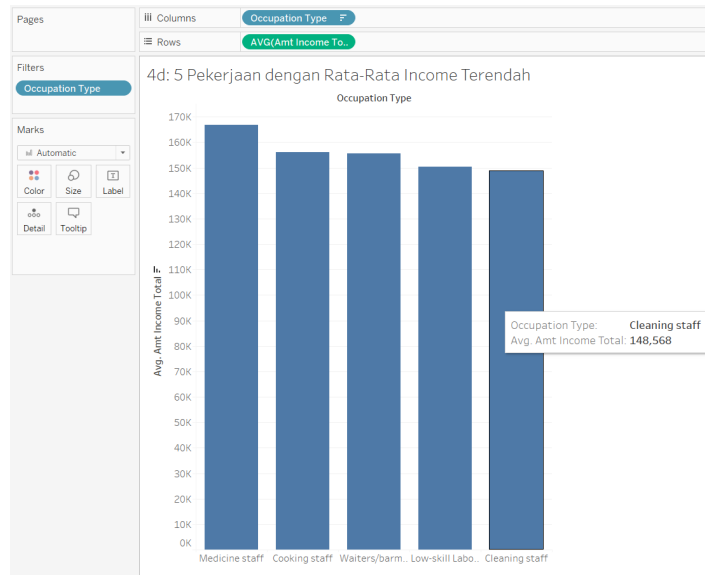 Pages
iii Columns
Occupation Type
Rows
AVG(Amt Income To..
Filters
Occupation Type
Marks
Automatic
Color
Size
Label
Detail
Tooltip
4d: 5 Pekerjaan dengan Rata-Rata Income Terendah
Occupation Type
Avg. Amt Income Total
170K
160K
150K
140K
130K
120K
110K
100K
90K
80K
70K
60K
50K
40K
30K
20K
10K
0K
Medicine staff Cooking staff Waiters/barm.. Low-skill Labo.. Cleaning staff
Occupation Type: Cleaning staff
Avg. Amt Income Total: 148,568